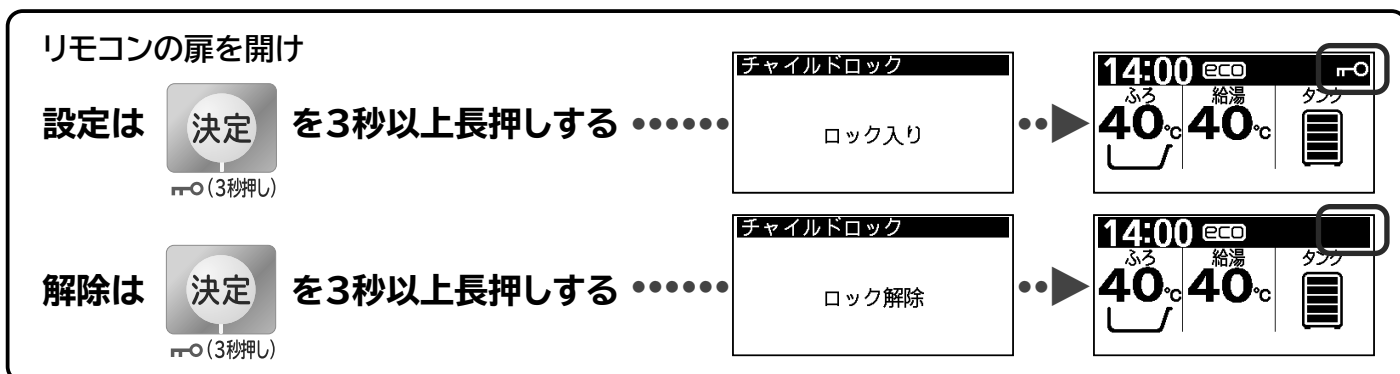 リモコンの扉を開け
設定は 決定 を3秒以上長押しする
(3秒押し)
チャイルドロック
ロック入り
14:00 eco
ふろ 給湯 タンク
40℃ 40℃
解除は 決定 を3秒以上長押しする
(3秒押し)
チャイルドロック
ロック解除
14:00 eco
ふろ 給湯 タンク
40℃ 40℃